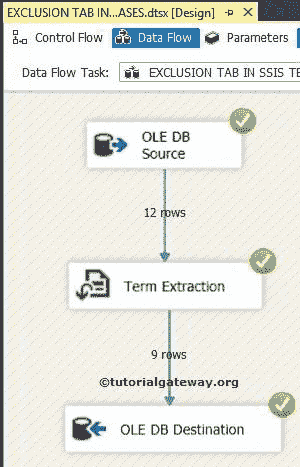 EXCLUSION TAB IN...ASES.dtsx [Design]
Control Flow Data Flow Parameters
Data Flow Task: EXCLUSION TAB IN SSIS TE
OLE DB
Source
12 rows
Term Extraction
9 rows
©tutorialgateway.org
OLE DB Destination